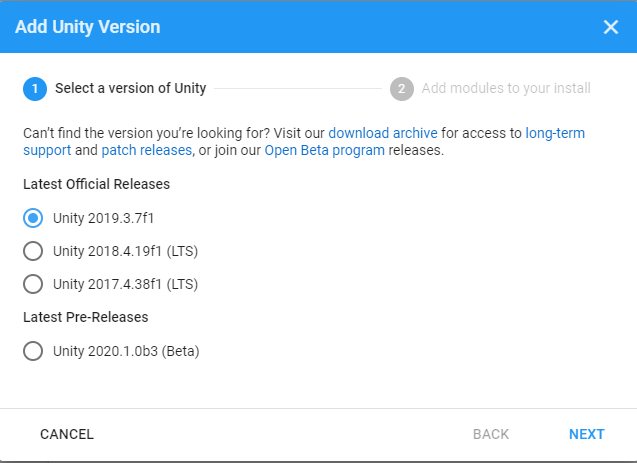 Add Unity Version
1 Select a version of Unity 2 Add modules to your install
Can't find the version you're looking for? Visit our download archive for access to long-term
support and patch releases, or join our Open Beta program releases.
Latest Official Releases
Unity 2019.3.7f1
Unity 2018.4.19f1 (LTS)
Unity 2017.4.38f1 (LTS)
Latest Pre-Releases
Unity 2020.1.0b3 (Beta)
CANCEL BACK NEXT